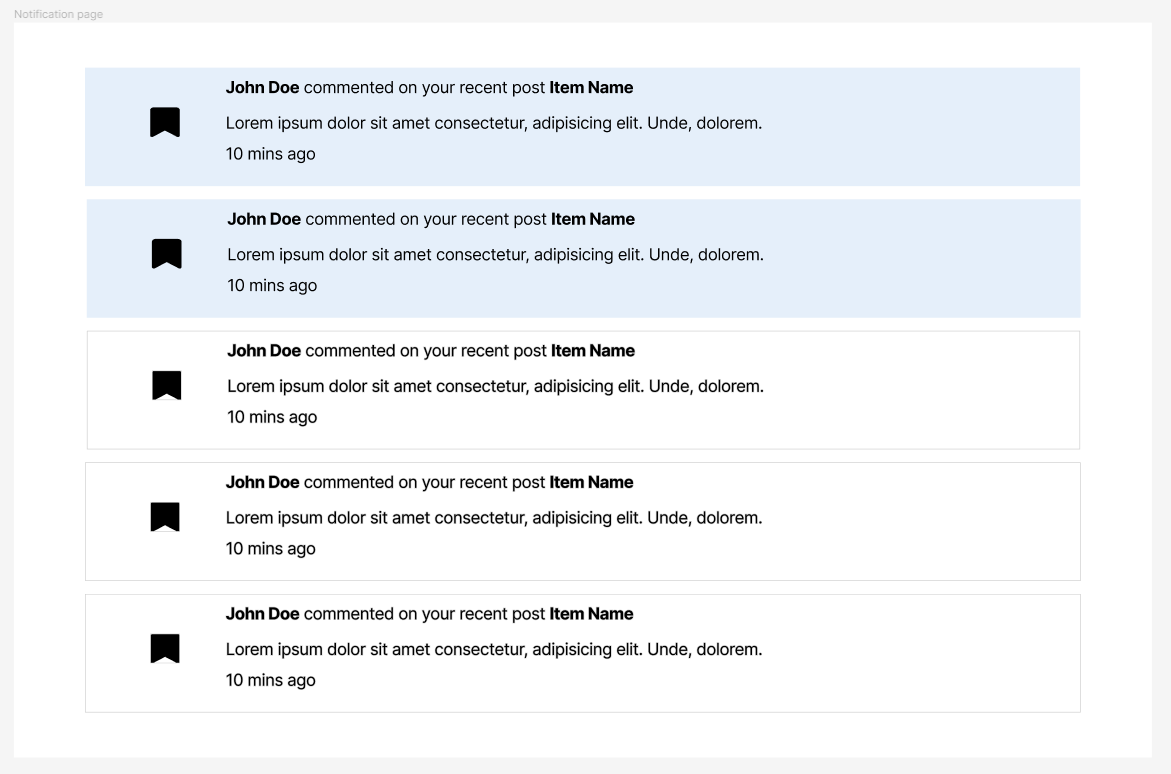 Notification page
John Doe commented on your recent post Item Name
Lorem ipsum dolor sit amet consectetur, adipisicing elit. Unde, dolorem.
10 mins ago
John Doe commented on your recent post Item Name
Lorem ipsum dolor sit amet consectetur, adipisicing elit. Unde, dolorem.
10 mins ago
John Doe commented on your recent post Item Name
Lorem ipsum dolor sit amet consectetur, adipisicing elit. Unde, dolorem.
10 mins ago
John Doe commented on your recent post Item Name
Lorem ipsum dolor sit amet consectetur, adipisicing elit. Unde, dolorem.
10 mins ago
John Doe commented on your recent post Item Name
Lorem ipsum dolor sit amet consectetur, adipisicing elit. Unde, dolorem.
10 mins ago